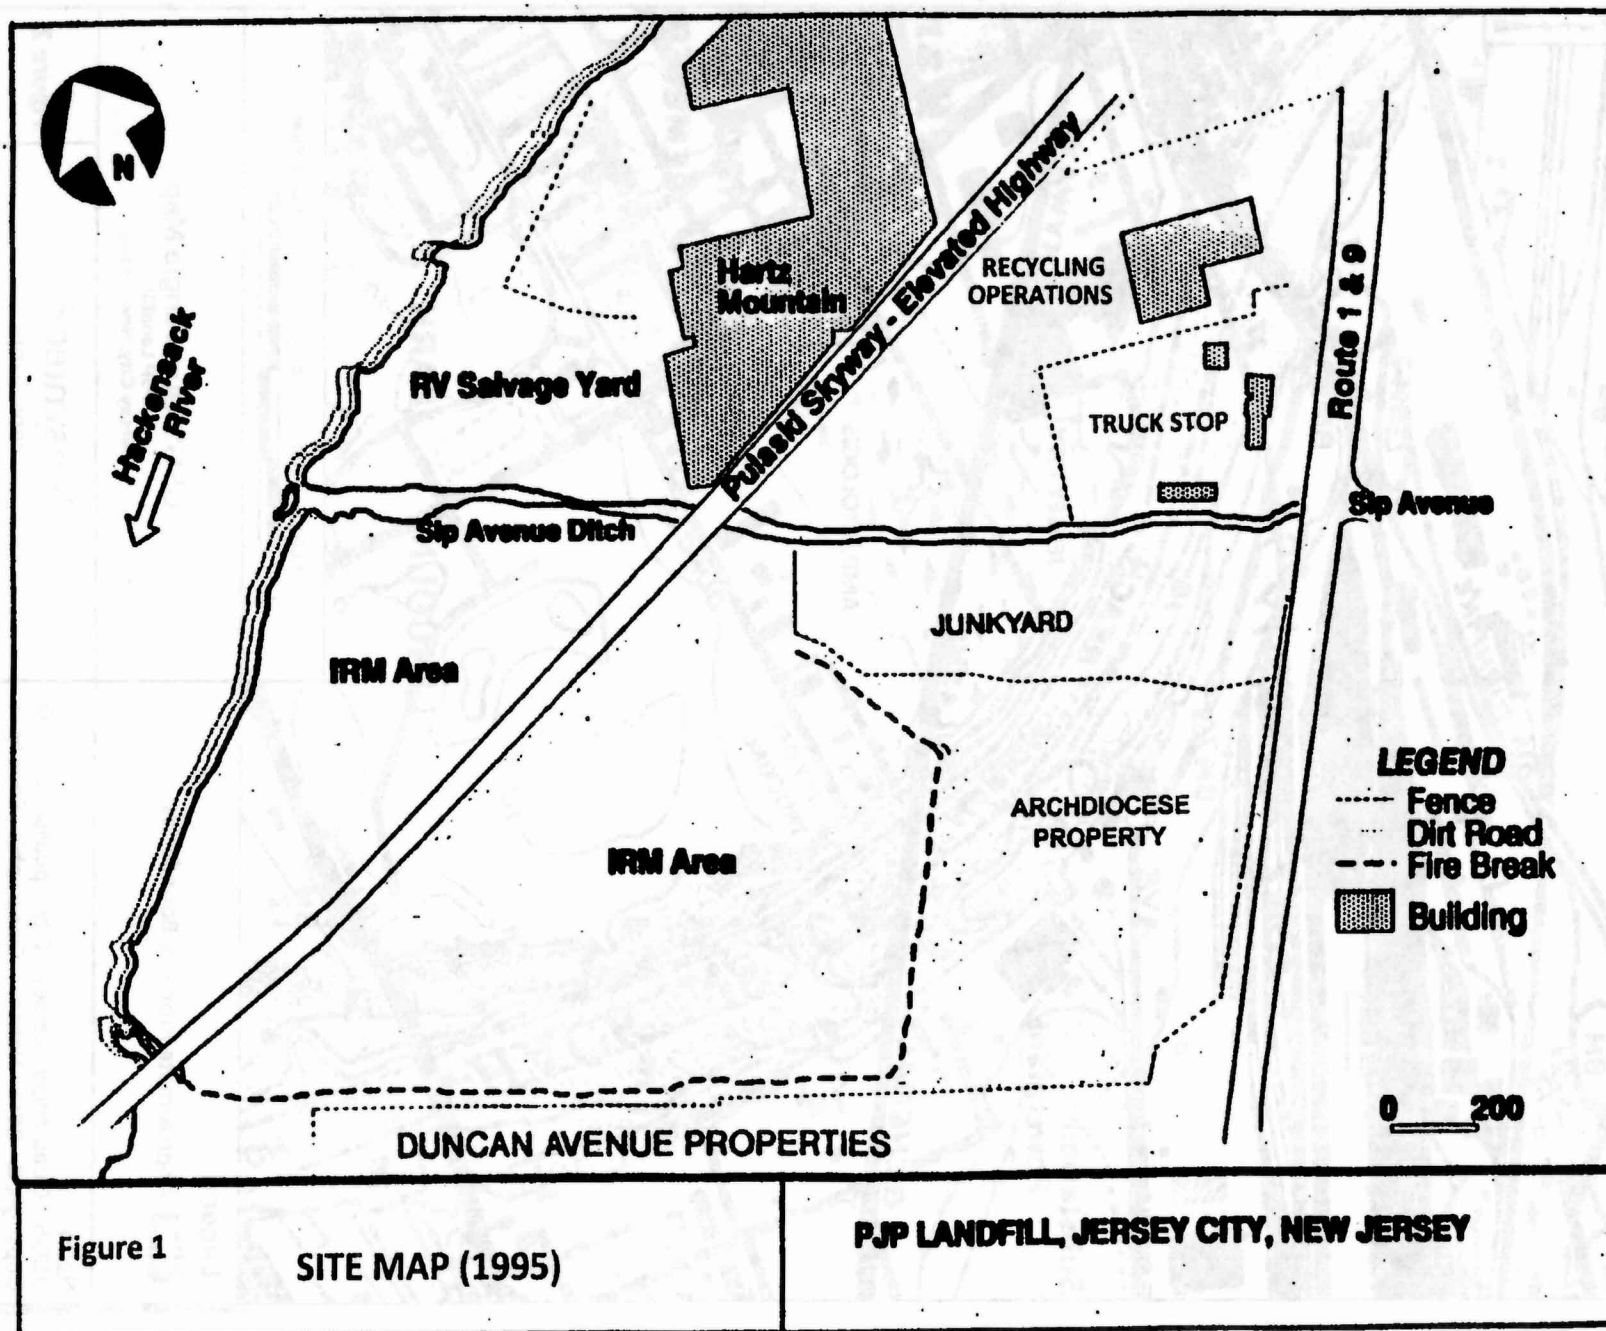 N
Hackensack
River
Hartz
Mountain
Pulaski Skyway - Elevated Highway
RECYCLING
OPERATIONS
Route 1 & 9
RV Salvage Yard
TRUCK STOP
Sip Avenue
Sip Avenue Ditch
JUNKYARD
IRM Area
IRM Area
ARCHDIOCESE
PROPERTY
LEGEND
Fence
Dirt Road
Fire Break
Building
0 200
DUNCAN AVENUE PROPERTIES
Figure 1
SITE MAP (1995)
PJP LANDFILL, JERSEY CITY, NEW JERSEY